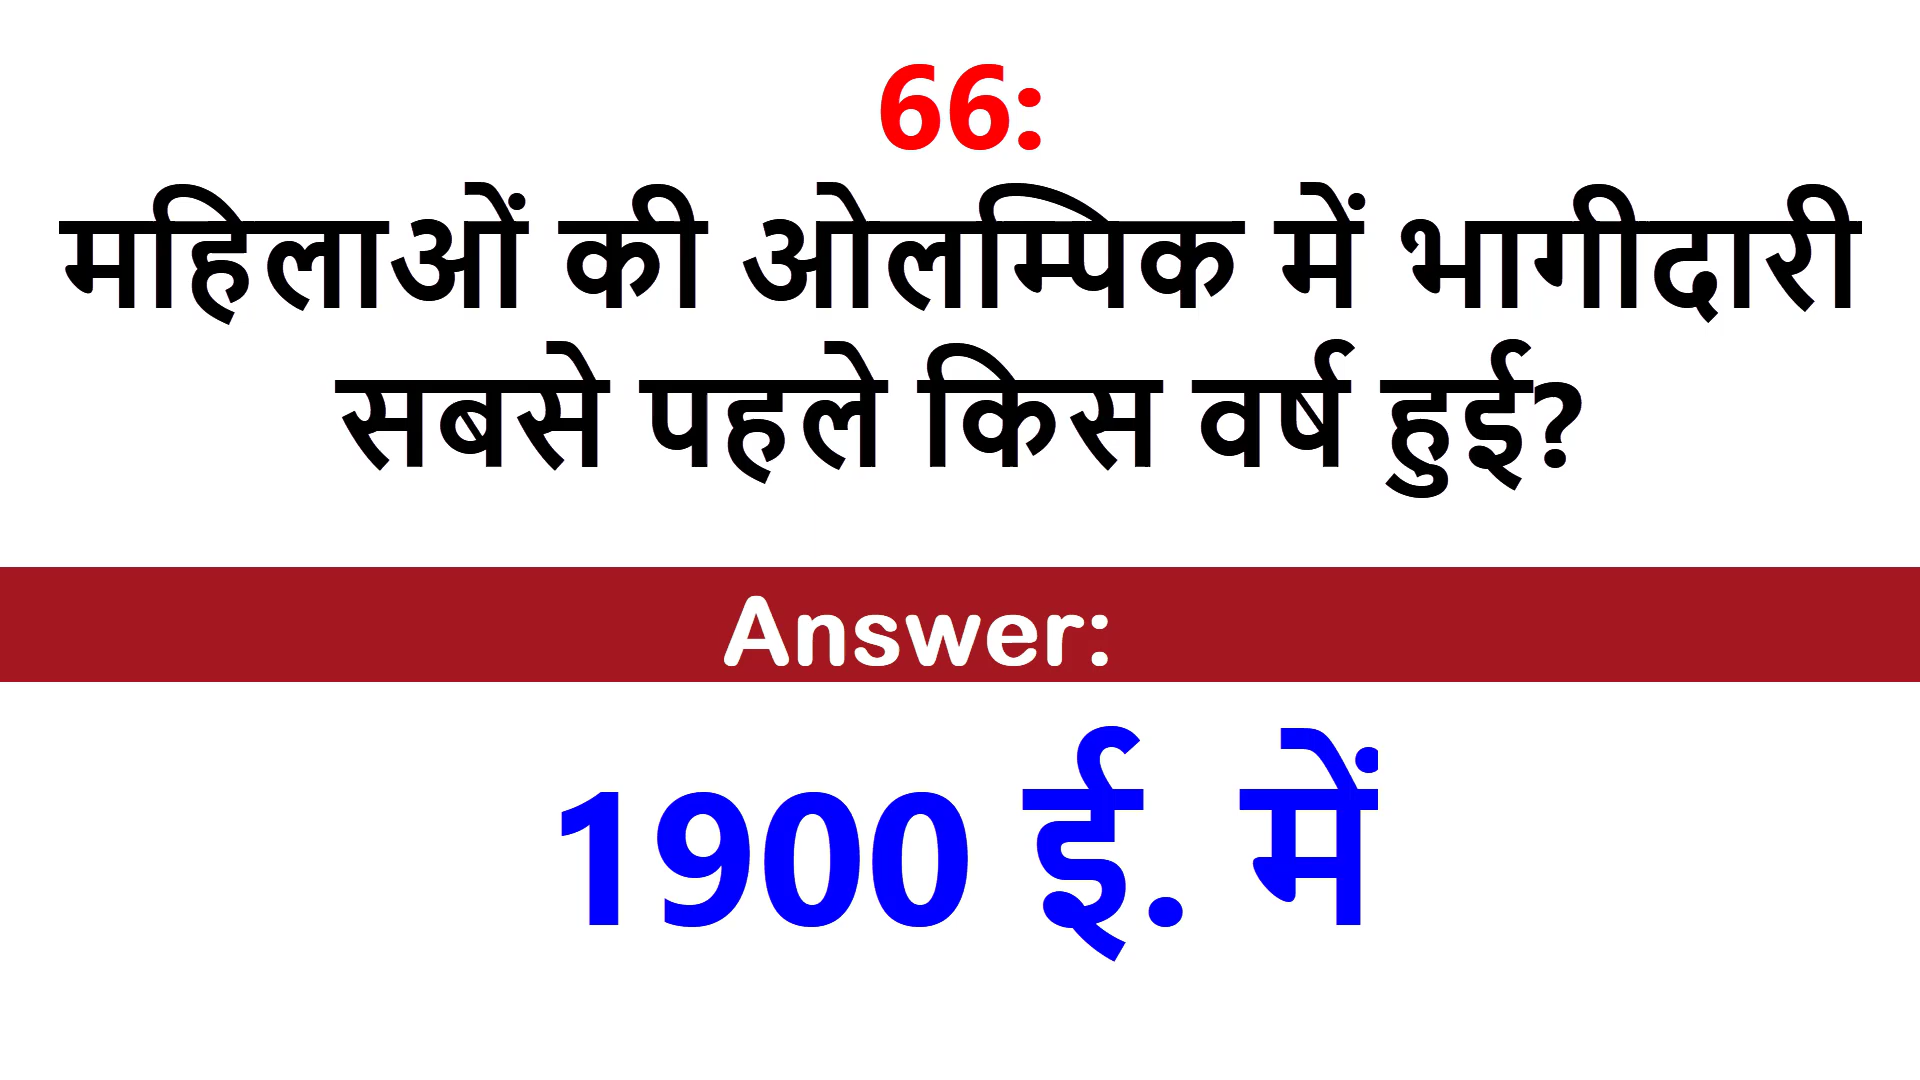 66:
महिलाओं की ओलम्पिक में भागीदारी
सबसे पहले किस वर्ष हुई?
Answer:
1900 ई. में